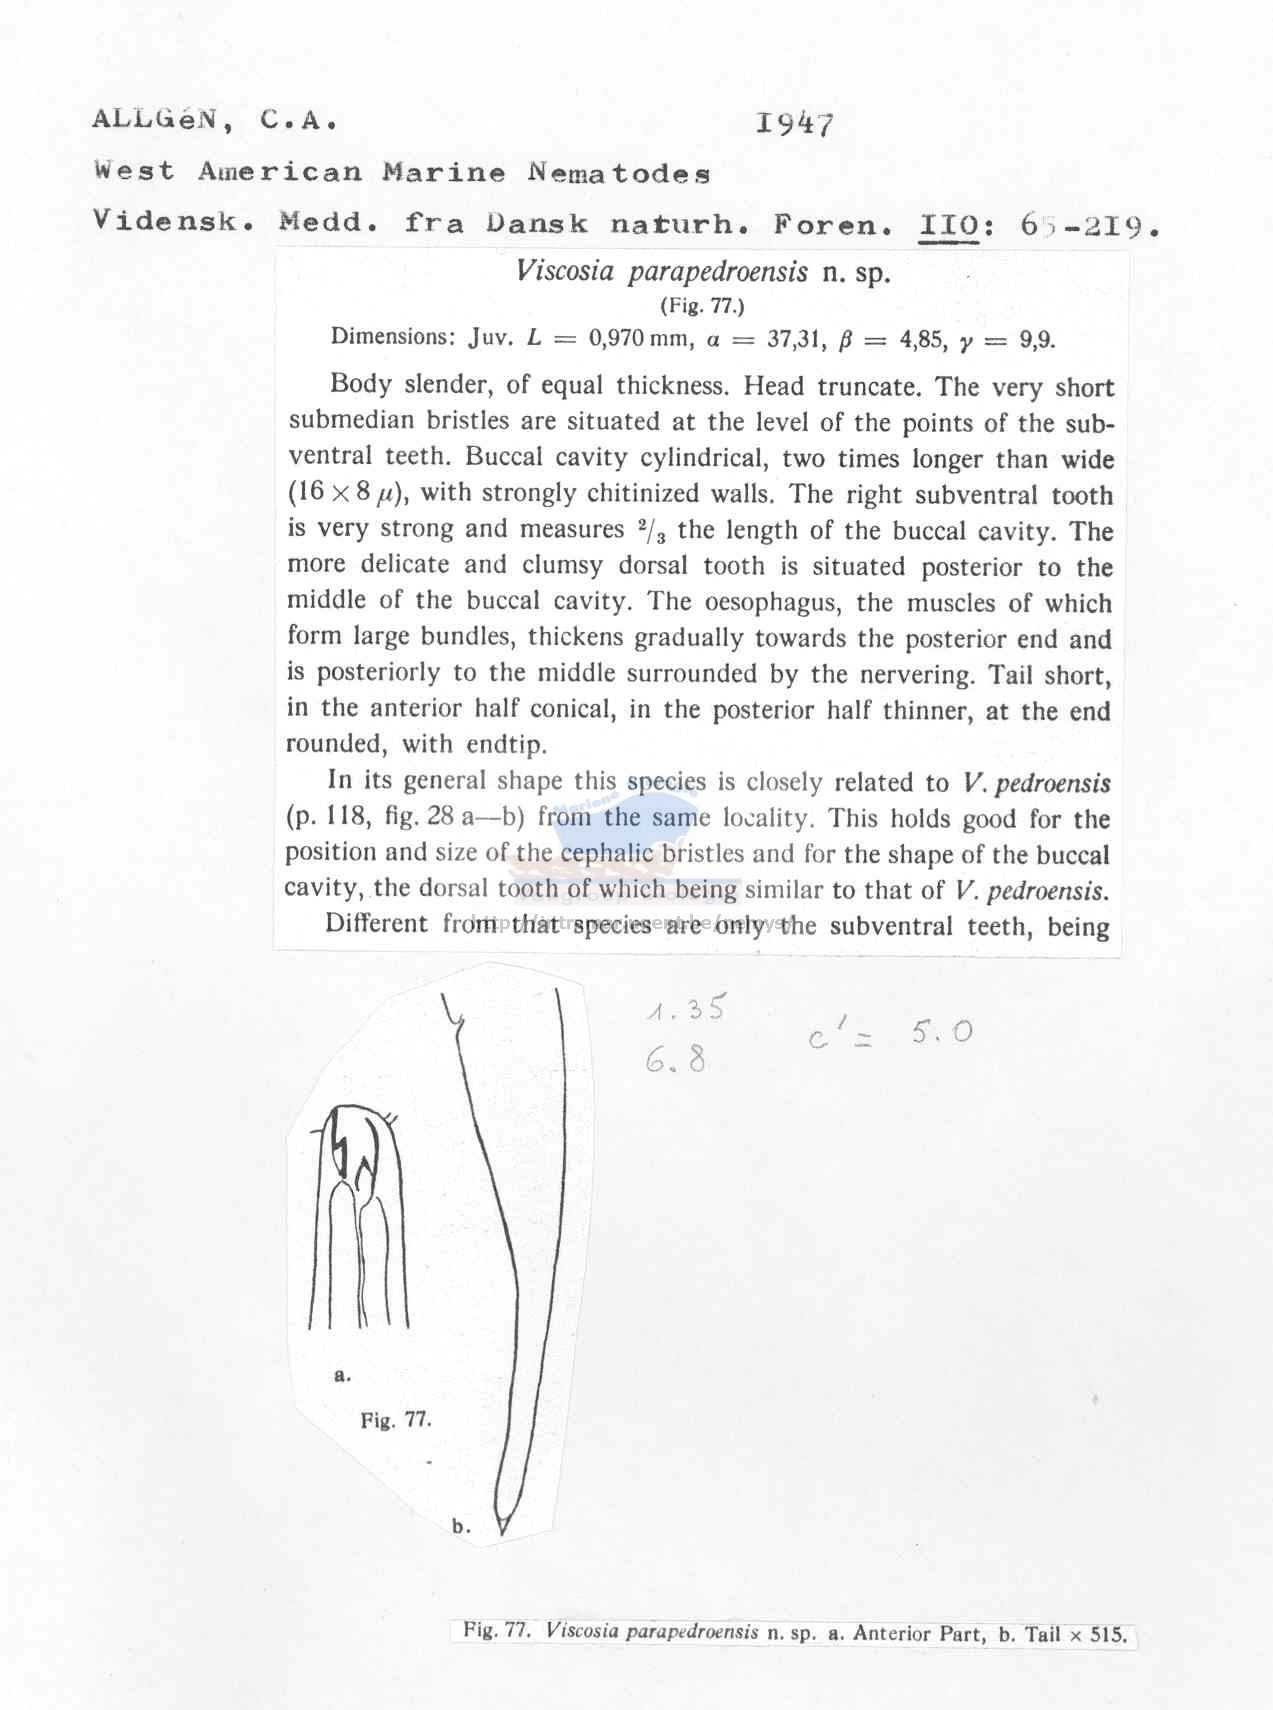 ALLGéN, C.A. 1947
West American Marine Nematodes
Vidensk. Medd. fra Dansk naturh. Foren. IIO: 65-2I9.
Viscosia parapedroensis n. sp.
(Fig. 77.)
Dimensions: Juv. L = 0,970 mm, α = 37,31, β = 4,85, γ = 9,9.
Body slender, of equal thickness. Head truncate. The very short
submedian bristles are situated at the level of the points of the sub-
ventral teeth. Buccal cavity cylindrical, two times longer than wide
(16 × 8 μ), with strongly chitinized walls. The right subventral tooth
is very strong and measures 2/3 the length of the buccal cavity. The
more delicate and clumsy dorsal tooth is situated posterior to the
middle of the buccal cavity. The oesophagus, the muscles of which
form large bundles, thickens gradually towards the posterior end and
is posteriorly to the middle surrounded by the nervering. Tail short,
in the anterior half conical, in the posterior half thinner, at the end
rounded, with endtip.
In its general shape this species is closely related to V. pedroensis
(p. 118, fig. 28 a—b) from the same locality. This holds good for the
position and size of the cephalic bristles and for the shape of the buccal
cavity, the dorsal tooth of which being similar to that of V. pedroensis.
Different from that species are only the subventral teeth, being
1.35
6.8
c' = 5.0
a.
Fig. 77.
b.
Fig. 77. Viscosia parapedroensis n. sp. a. Anterior Part, b. Tail × 515.